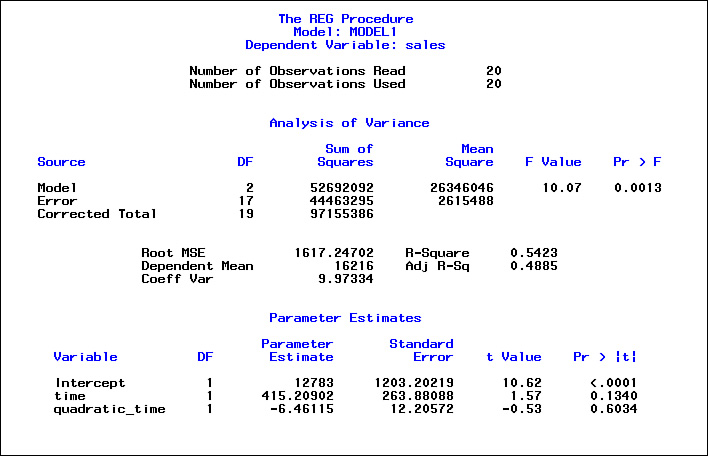 The REG Procedure
Model: MODEL1
Dependent Variable: sales
Number of Observations Read 20
Number of Observations Used 20
Analysis of Variance
Sum of Mean
Source DF Squares Square F Value Pr > F
Model 2 52692092 26346046 10.07 0.0013
Error 17 44463295 2615488
Corrected Total 19 97155386
Root MSE 1617.24702 R-Square 0.5423
Dependent Mean 16216 Adj R-Sq 0.4885
Coeff Var 9.97334
Parameter Estimates
Parameter Standard
Variable DF Estimate Error t Value Pr > |t|
Intercept 1 12783 1203.20219 10.62 <.0001
time 1 415.20902 263.88088 1.57 0.1340
quadratic_time 1 -6.46115 12.20572 -0.53 0.6034